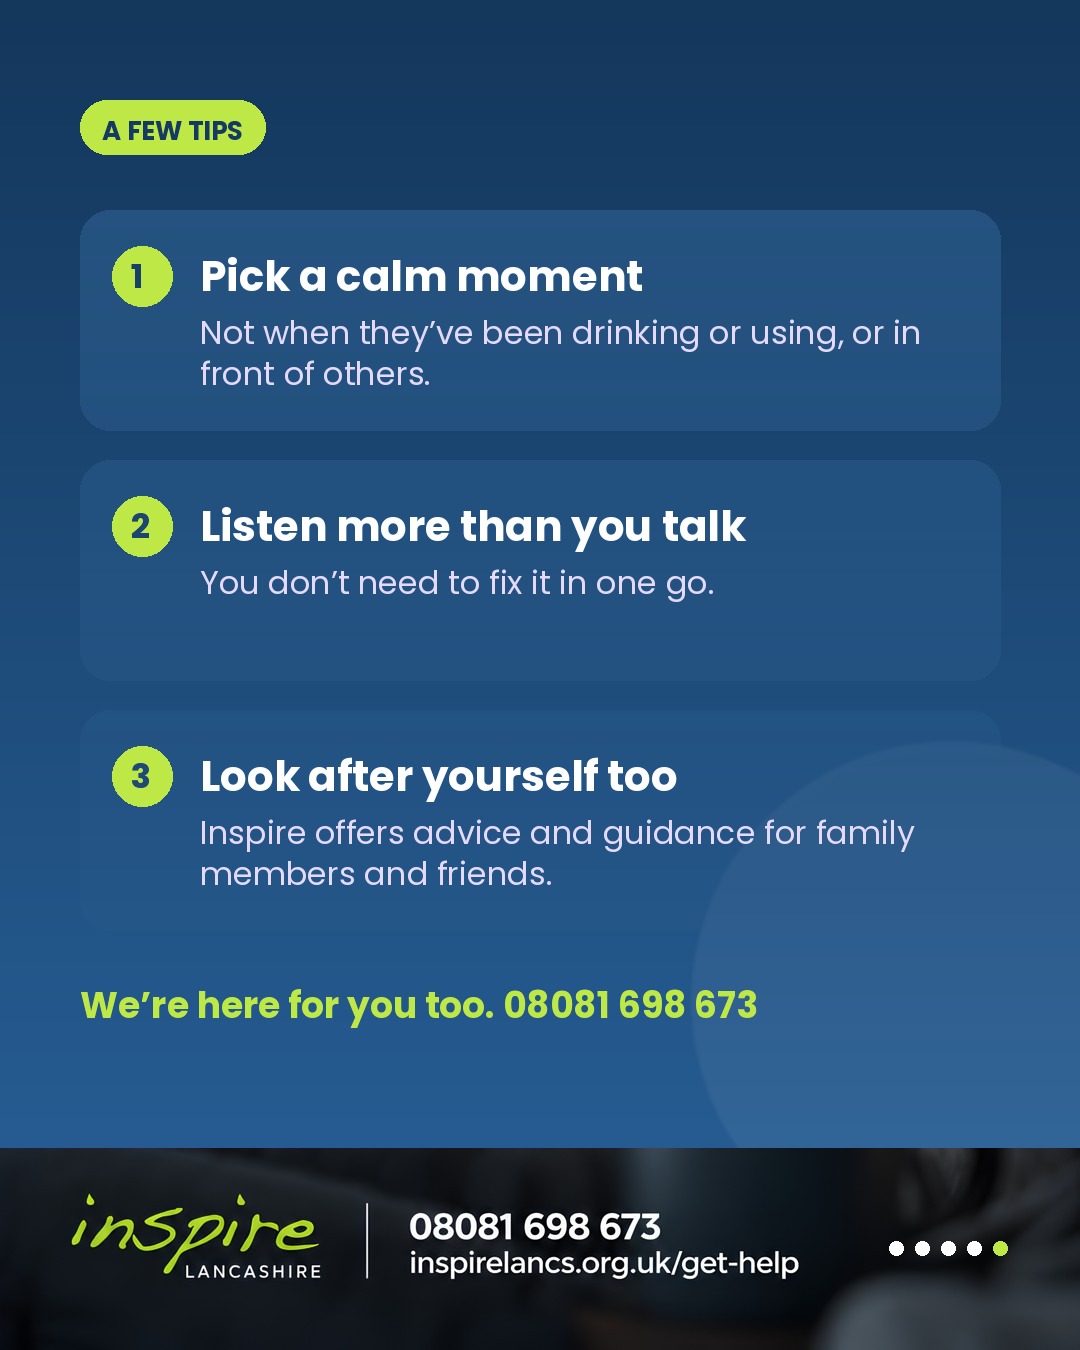 A FEW TIPS
1
Pick a calm moment
Not when they’ve been drinking or using, or in
front of others.
2
Listen more than you talk
You don’t need to fix it in one go.
3
Look after yourself too
Inspire offers advice and guidance for family
members and friends.
We’re here for you too. 08081 698 673
inspire
LANCASHIRE
08081 698 673
inspirelancs.org.uk/get-help